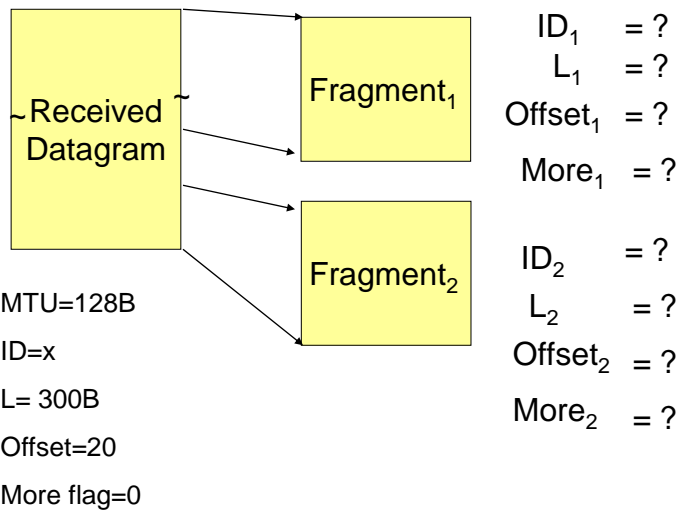 ~Received ~
Datagram
Fragment₁
ID₁ = ?
L₁ = ?
Offset₁ = ?
More₁ = ?
Fragment₂
ID₂ = ?
L₂ = ?
Offset₂ = ?
More₂ = ?
MTU=128B
ID=x
L= 300B
Offset=20
More flag=0